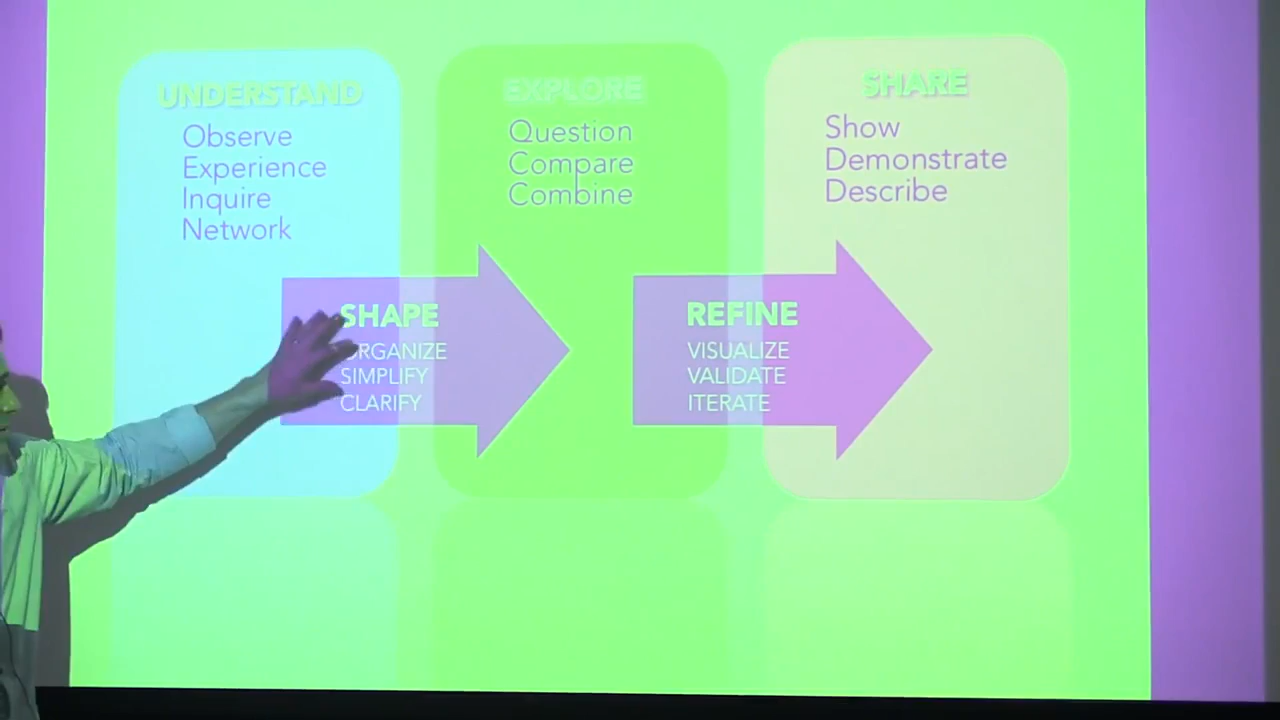 UNDERSTAND
Observe
Experience
Inquire
Network
EXPLORE
Question
Compare
Combine
SHARE
Show
Demonstrate
Describe
SHAPE
ORGANIZE
SIMPLIFY
CLARIFY
REFINE
VISUALIZE
VALIDATE
ITERATE